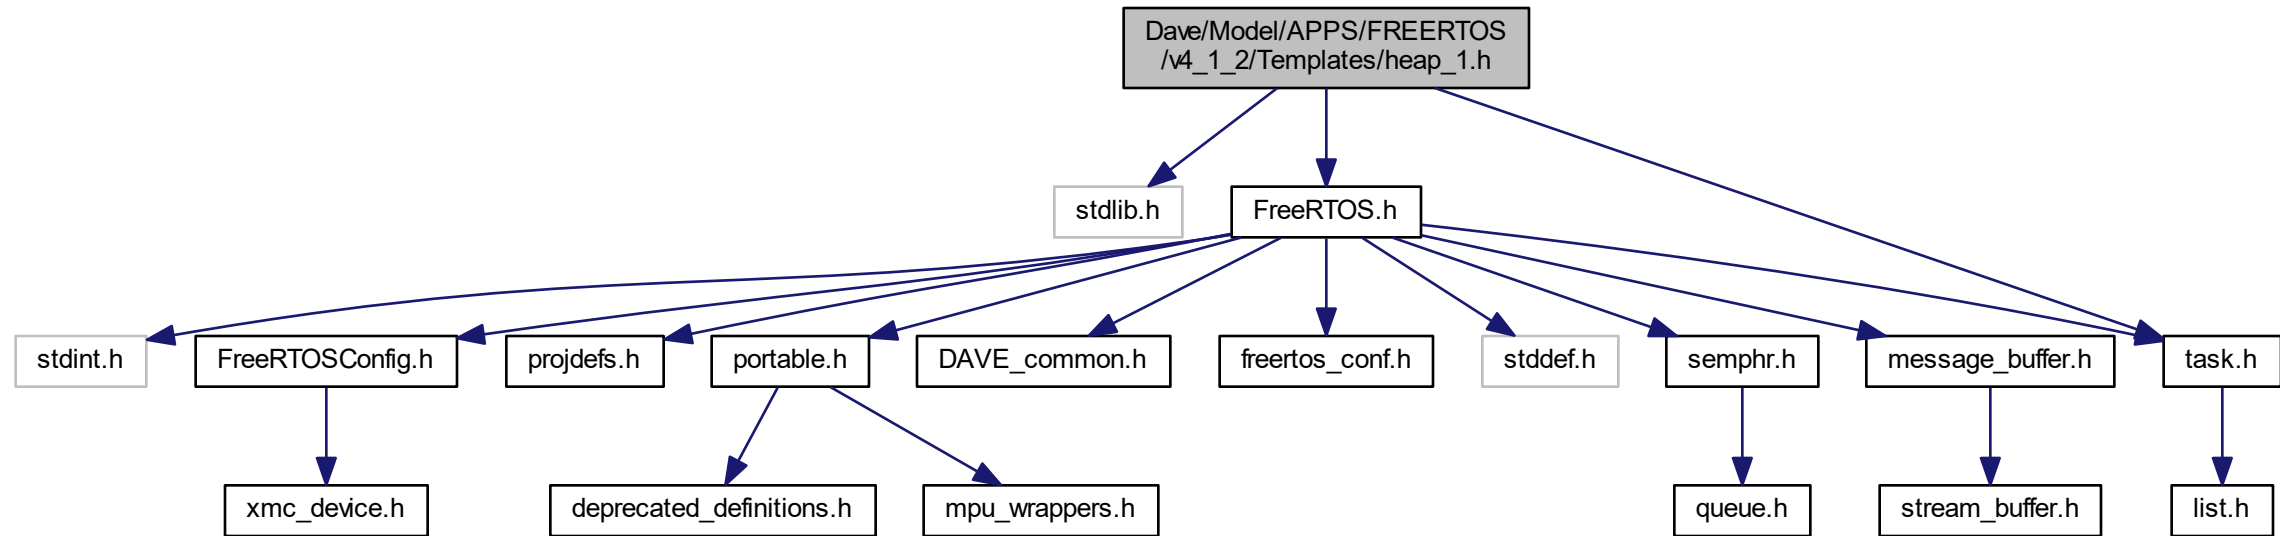 Dave/Model/APPS/FREERTOS
/v4_1_2/Templates/heap_1.h
stdlib.h
FreeRTOS.h
stdint.h
FreeRTOSConfig.h
projdefs.h
portable.h
DAVE_common.h
freertos_conf.h
stddef.h
semphr.h
message_buffer.h
task.h
xmc_device.h
deprecated_definitions.h
mpu_wrappers.h
queue.h
stream_buffer.h
list.h